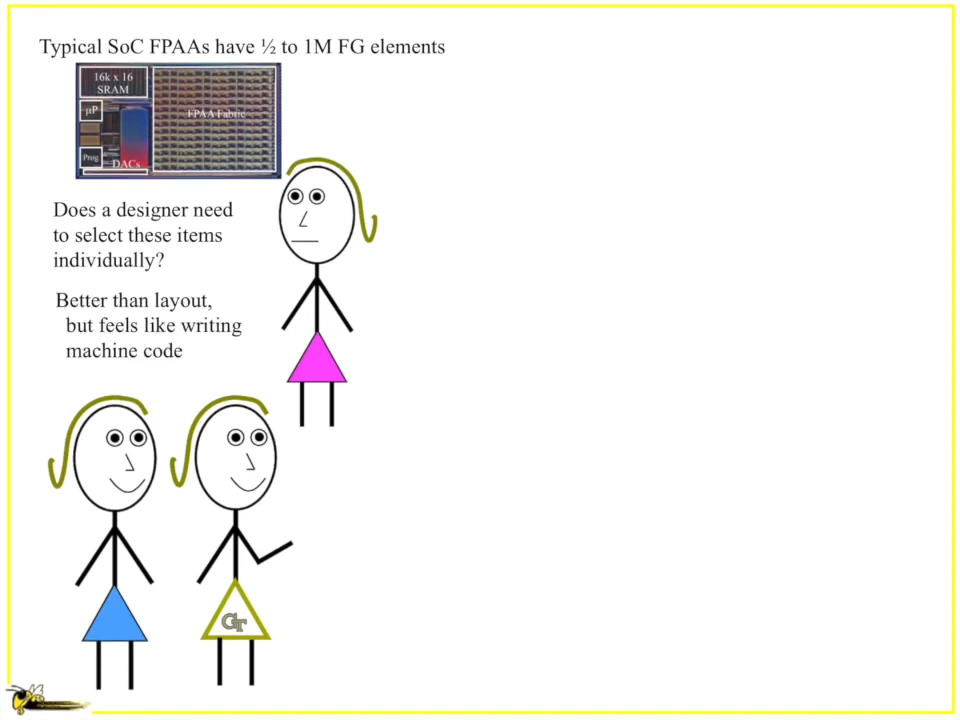 Typical SoC FPAAs have ½ to 1M FG elements
16k x 16
SRAM
μP
FPAA Fabric
Prog
DACs
Does a designer need
to select these items
individually?
Better than layout,
but feels like writing
machine code
GT